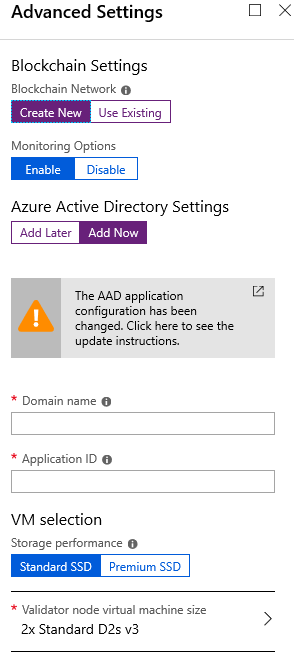 Advanced Settings
Blockchain Settings
Blockchain Network
Create New Use Existing
Monitoring Options
Enable Disable
Azure Active Directory Settings
Add Later Add Now
The AAD application
configuration has been
changed. Click here to see the
update instructions.
* Domain name
* Application ID
VM selection
Storage performance
Standard SSD Premium SSD
* Validator node virtual machine size
2x Standard D2s v3